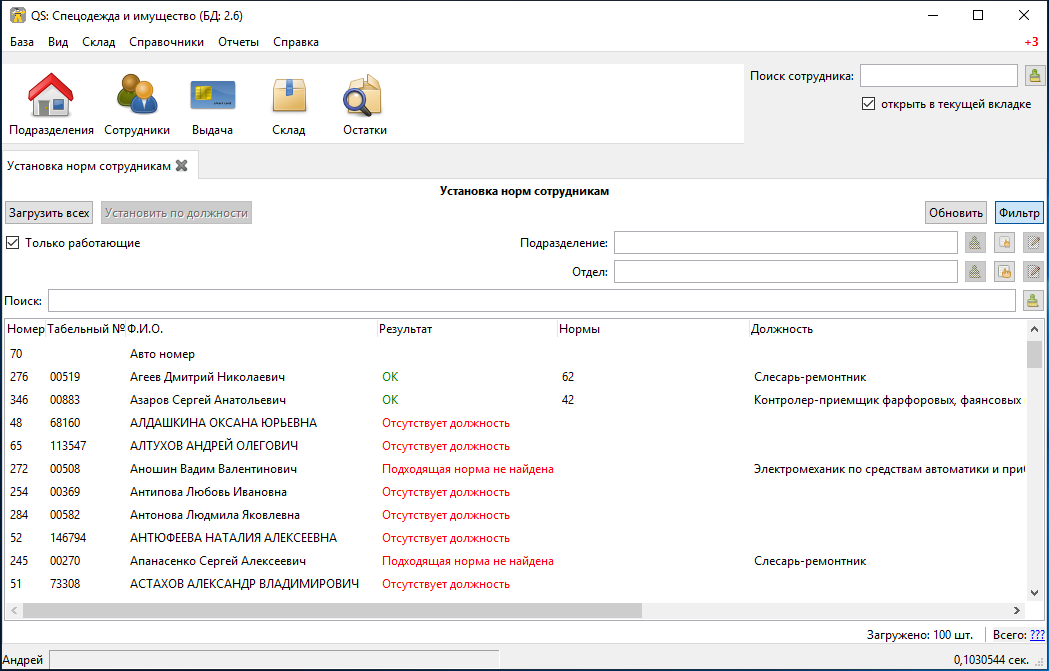 QS: Спецодежда и имущество (БД: 2.6)
База Вид Склад Справочники Отчеты Справка +3
Поиск сотрудника:
открыть в текущей вкладке
Подразделения Сотрудники Выдача Склад Остатки
Установка норм сотрудникам
Установка норм сотрудникам
Загрузить всех Установить по должности Обновить Фильтр
Только работающие Подразделение:
Отдел:
Поиск:
Номер Табельный № Ф.И.О. Результат Нормы Должность
70 Авто номер
276 00519 Агеев Дмитрий Николаевич OK 62 Слесарь-ремонтник
346 00883 Азаров Сергей Анатольевич OK 42 Контролер-приемщик фарфоровых, фаянсовых
48 68160 АЛДАШКИНА ОКСАНА ЮРЬЕВНА Отсутствует должность
65 113547 АЛТУХОВ АНДРЕЙ ОЛЕГОВИЧ Отсутствует должность
272 00508 Аношин Вадим Валентинович Подходящая норма не найдена Электромеханик по средствам автоматики и приб
254 00369 Антипова Любовь Ивановна Отсутствует должность
284 00582 Антонова Людмила Яковлевна Отсутствует должность
52 146794 АНТЮФЕЕВА НАТАЛИЯ АЛЕКСЕЕВНА Отсутствует должность
245 00270 Апанасенко Сергей Алексеевич Подходящая норма не найдена Слесарь-ремонтник
51 73308 АСТАХОВ АЛЕКСАНДР ВЛАДИМИРОВИЧ Отсутствует должность
Загружено: 100 шт. Всего: ???
Андрей 0,1030544 сек.